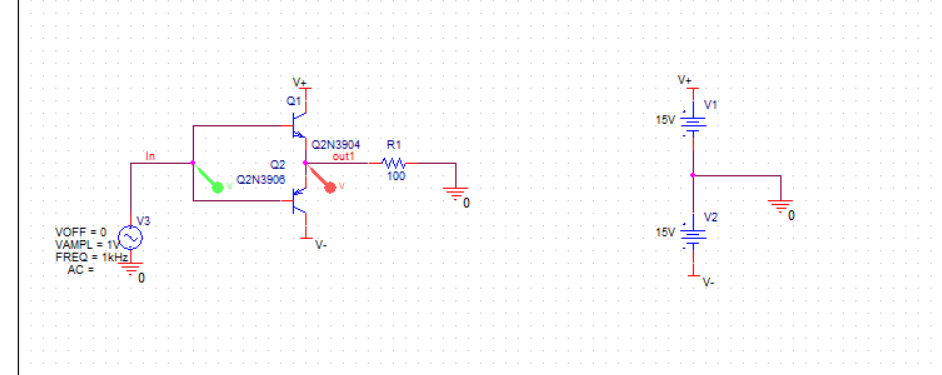 V+
Q1
Q2N3904
R1
In
out1
Q2
V
V
100
Q2N3906
0
V3
VOFF = 0
VAMPL = 1V
FREQ = 1kHz
AC =
0
V-
V+
V1
15V
0
V2
15V
V-